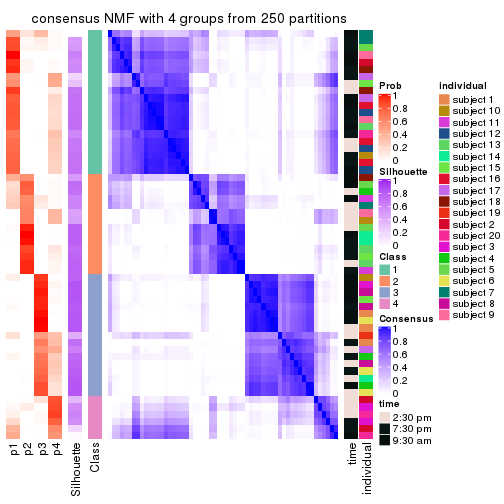 consensus NMF with 4 groups from 250 partitions
p1
p2
p3
p4
Silhouette
Class
time
individual
Prob
1
0.8
0.6
0.4
0.2
0
Silhouette
1
0.8
0.6
0.4
0.2
0
Class
1
2
3
4
Consensus
1
0.8
0.6
0.4
0.2
0
time
2:30 pm
7:30 pm
9:30 am
individual
subject 1
subject 10
subject 11
subject 12
subject 13
subject 14
subject 15
subject 16
subject 17
subject 18
subject 19
subject 2
subject 20
subject 3
subject 4
subject 5
subject 6
subject 7
subject 8
subject 9